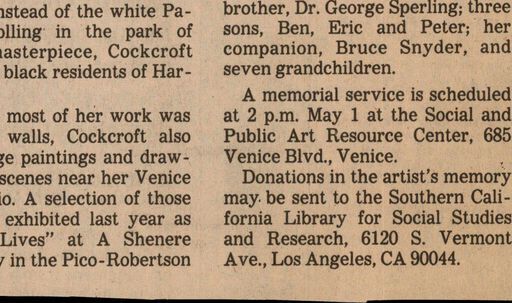 nstead of the white Pa-
olling in the park of
asterpiece, Cockcroft
black residents of Har-
most of her work was
walls, Cockcroft also
ge paintings and draw-
scenes near her Venice
io. A selection of those
exhibited last year as
Lives” at A Shenere
y in the Pico-Robertson
brother, Dr. George Sperling; three
sons, Ben, Eric and Peter; her
companion, Bruce Snyder, and
seven grandchildren.
A memorial service is scheduled
at 2 p.m. May 1 at the Social and
Public Art Resource Center, 685
Venice Blvd., Venice.
Donations in the artist’s memory
may be sent to the Southern Cali-
fornia Library for Social Studies
and Research, 6120 S. Vermont
Ave., Los Angeles, CA 90044.